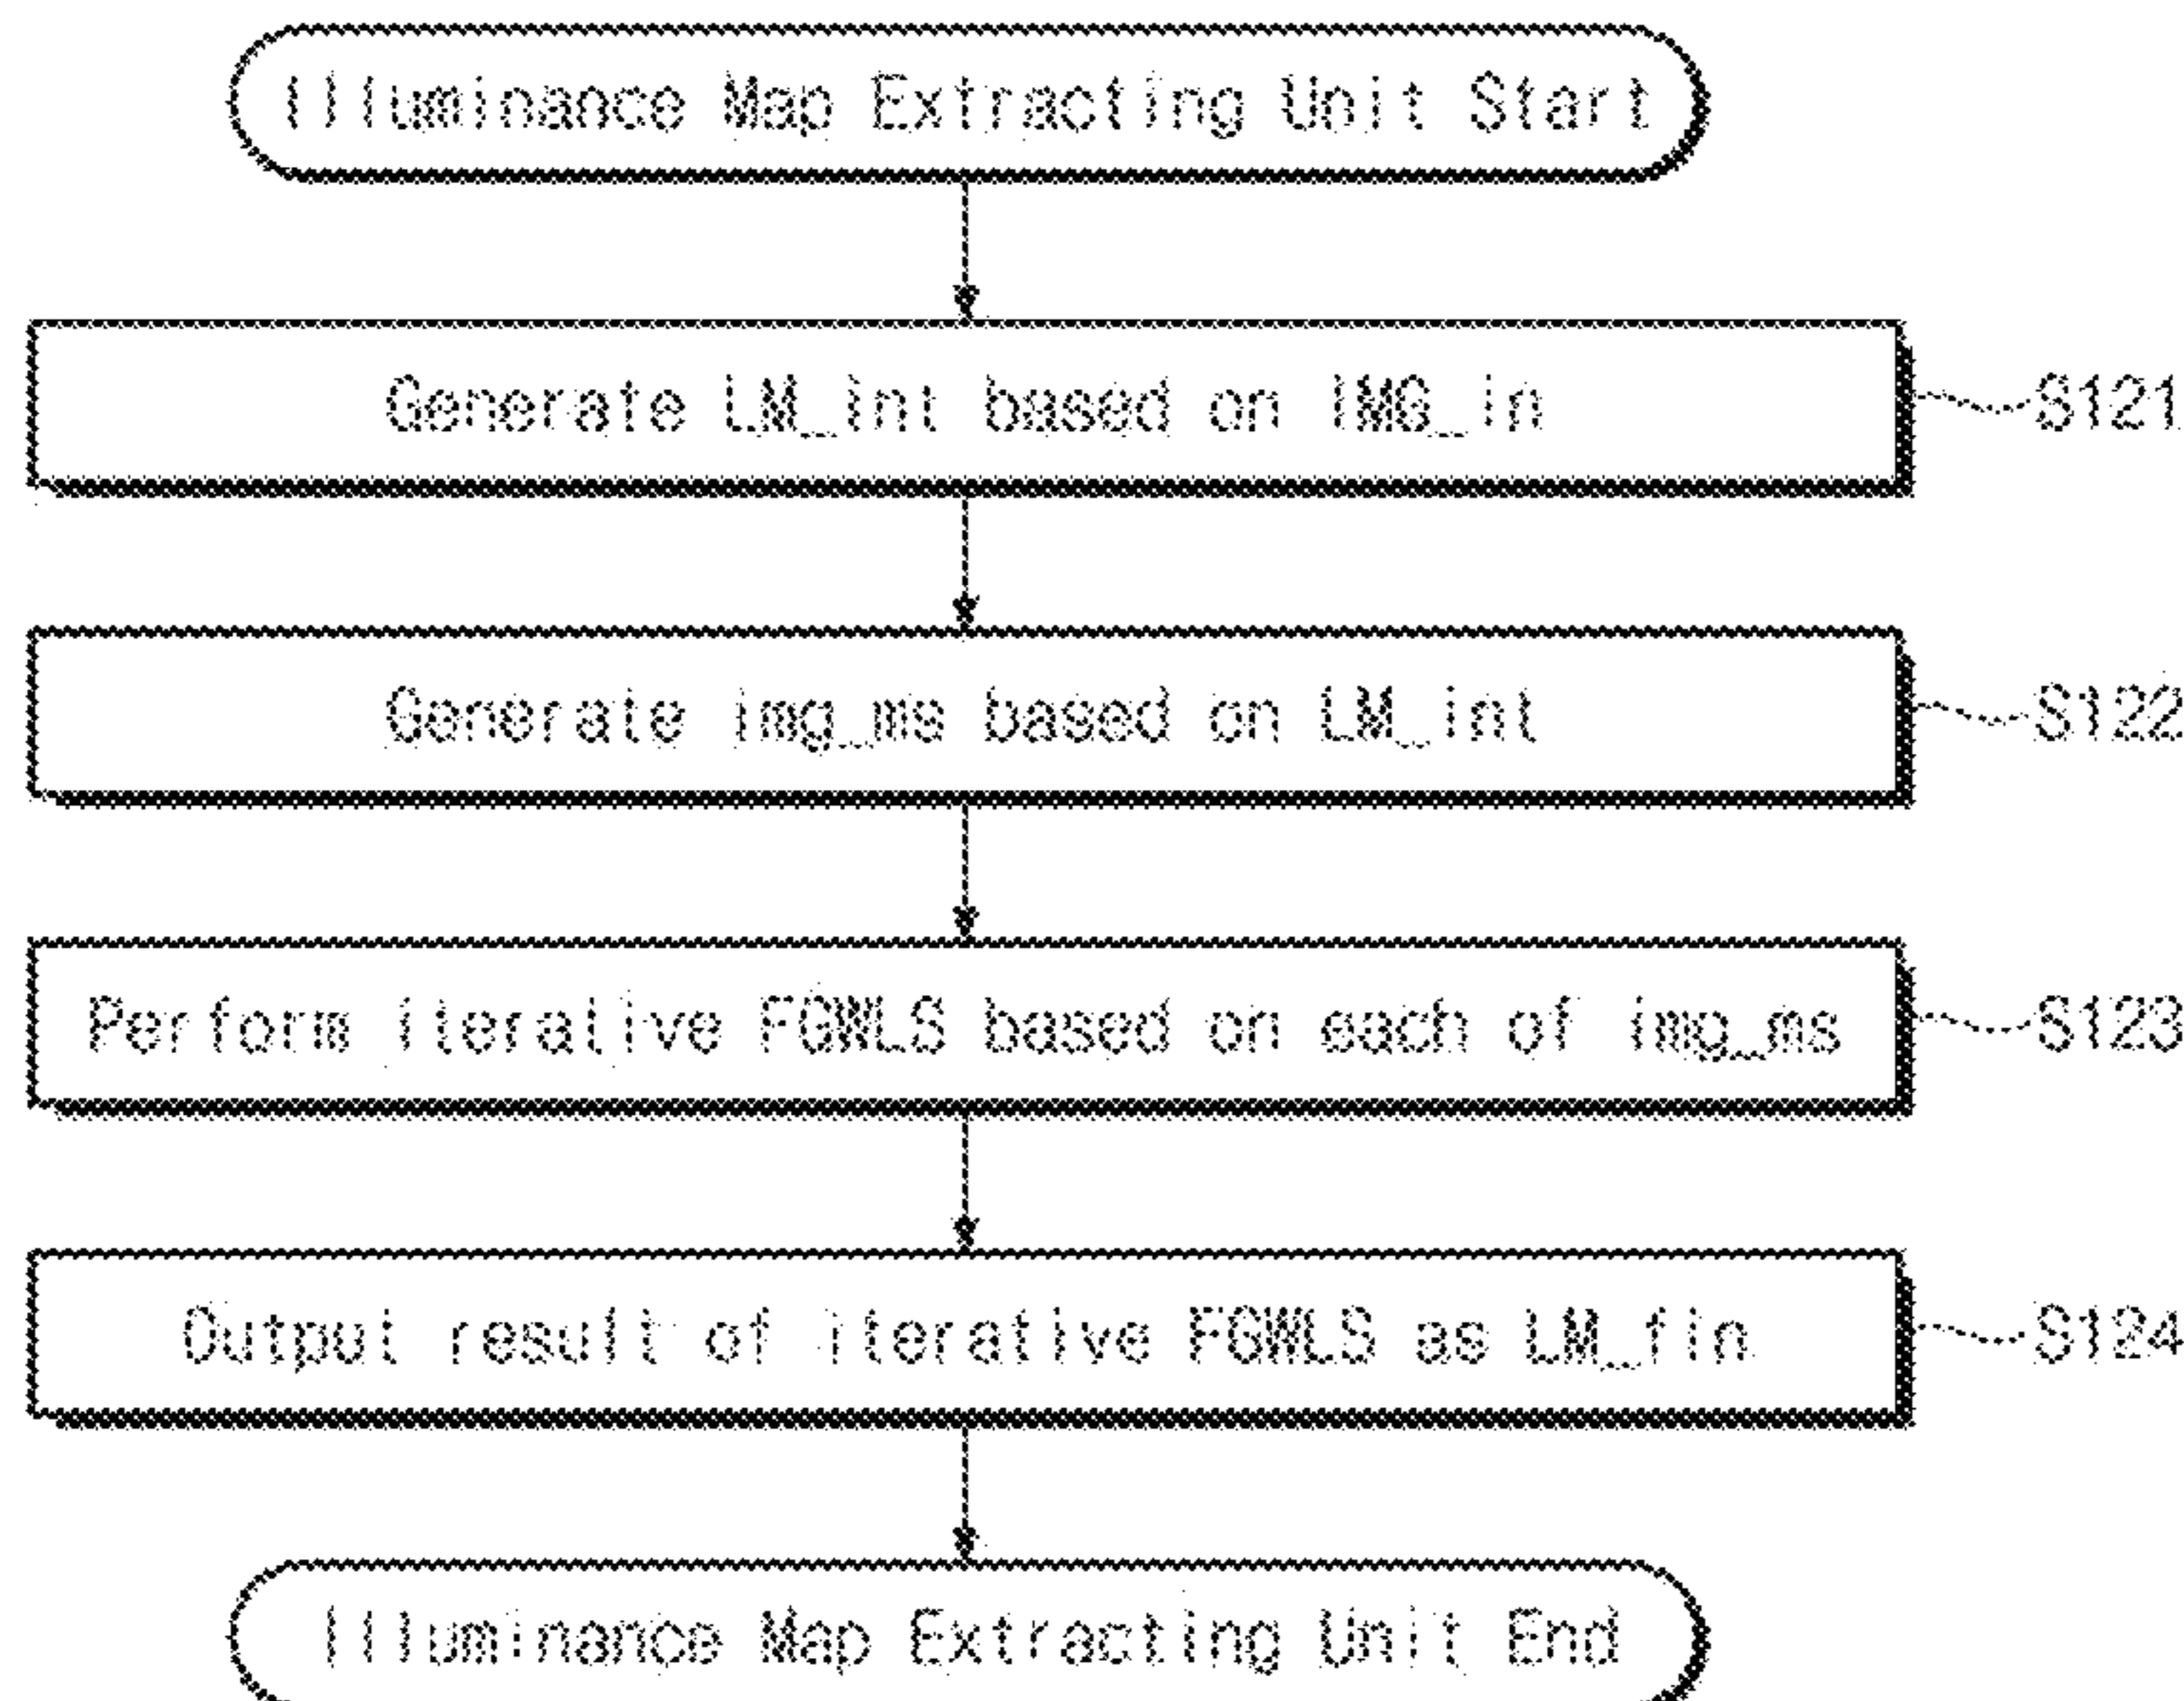 Illuminance Map Extracting Unit Start
Generate LM_int based on IMG_in
S121
Generate img_ms based on LM_int
S122
Perform iterative FGWLS based on each of img_ms
S123
Output result of iterative FGWLS as LM_fin
S124
Illuminance Map Extracting Unit End